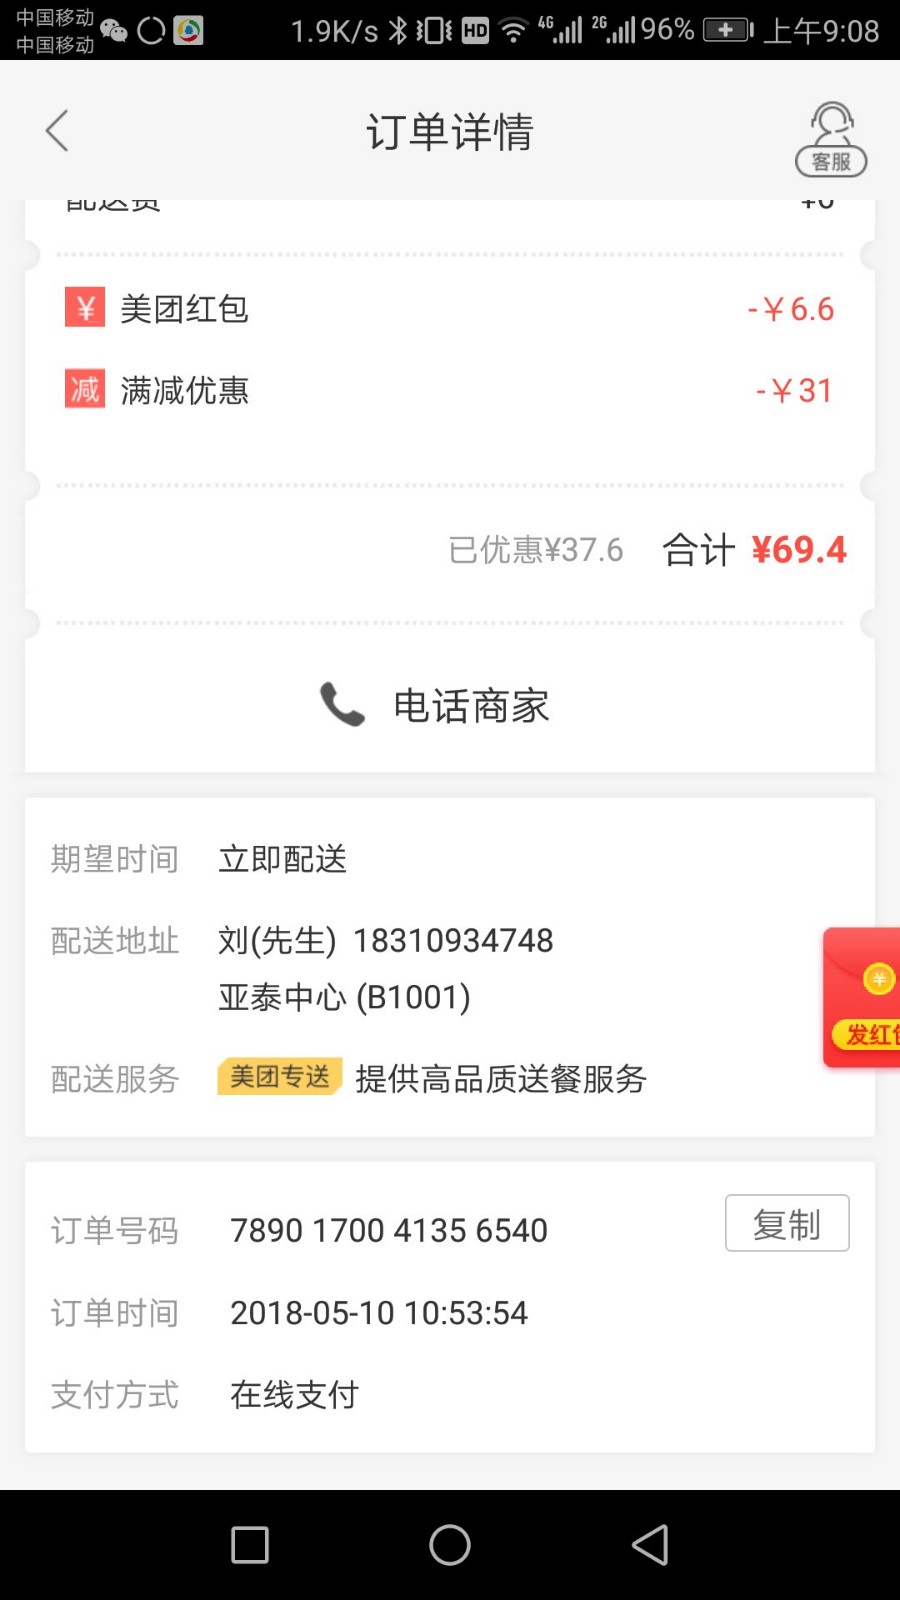 中国移动
中国移动
1.9K/s HD 4G 2G 96% 上午9:08
订单详情
客服
配送费 ¥0
¥ 美团红包 -¥6.6
减 满减优惠 -¥31
已优惠¥37.6 合计 ¥69.4
电话商家
期望时间 立即配送
配送地址 刘(先生) 18310934748
亚泰中心 (B1001)
¥
发红包
配送服务 美团专送 提供高品质送餐服务
订单号码 7890 1700 4135 6540 复制
订单时间 2018-05-10 10:53:54
支付方式 在线支付